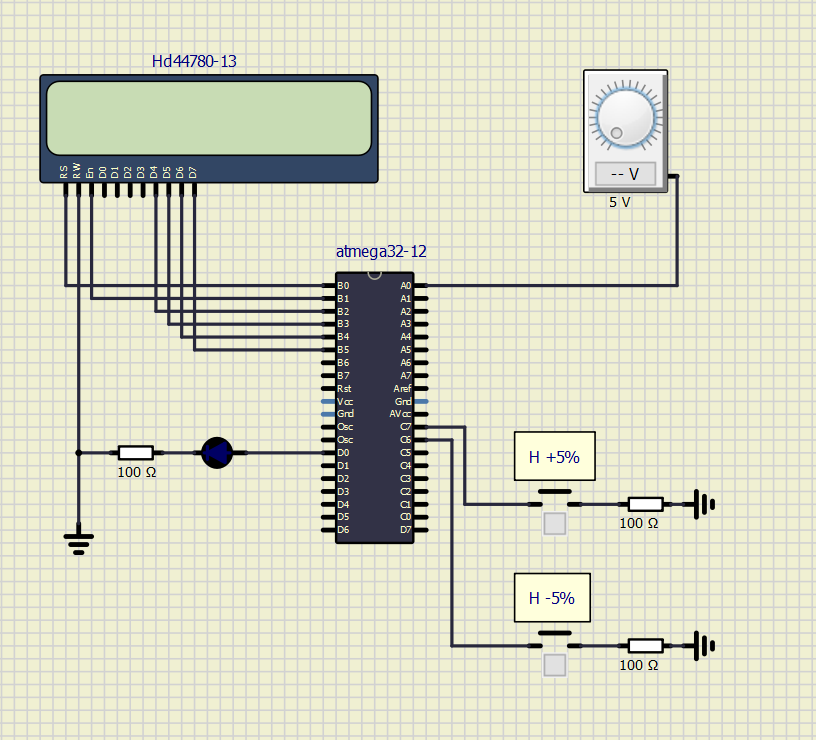 Hd44780-13
RS RW En D0 D1 D2 D3 D4 D5 D6 D7
-- V
5 V
atmega32-12
B0 A0
B1 A1
B2 A2
B3 A3
B4 A4
B5 A5
B6 A6
B7 A7
Rst Aref
Vcc Gnd
Gnd AVcc
Osc C7
Osc C6
D0 C5
D1 C4
D2 C3
D3 C2
D4 C1
D5 C0
D6 D7
100 Ω
H +5%
100 Ω
H -5%
100 Ω